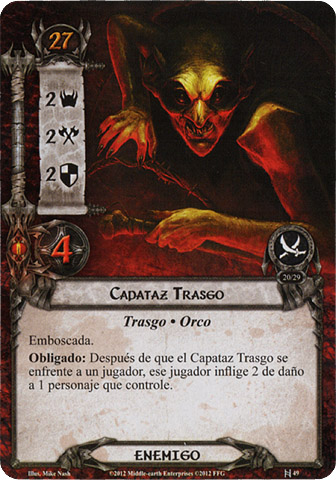 27
2
2
2
4
20/29
Capataz Trasgo
Trasgo • Orco
Emboscada.
Obligado: Después de que el Capataz Trasgo se
enfrente a un jugador, ese jugador inflige 2 de daño
a 1 personaje que controle.
ENEMIGO
Illus. Mike Nash ©2012 Middle-earth Enterprises ©2012 FFG 49